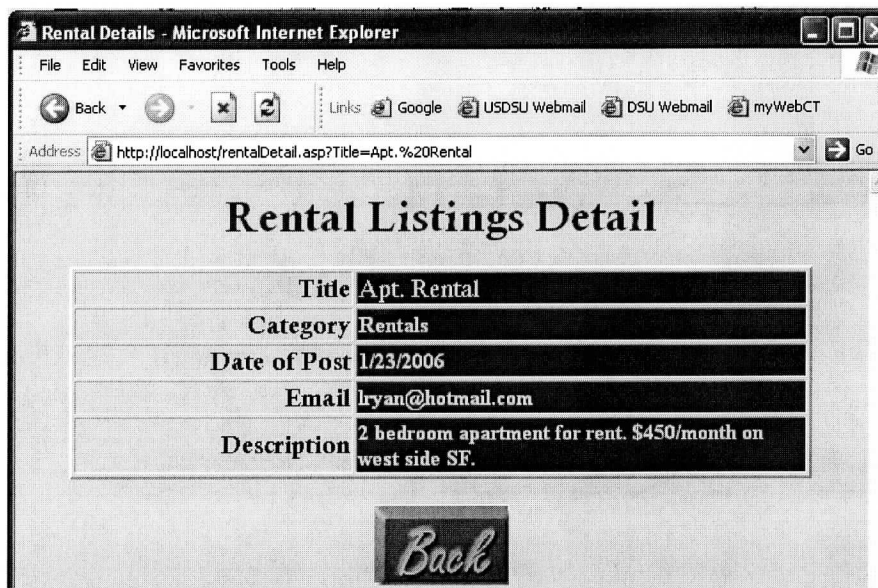 Rental Details - Microsoft Internet Explorer
File Edit View Favorites Tools Help
Back Links Google USDSU Webmail DSU Webmail myWebCT
Address http://localhost/rentalDetail.asp?Title=Apt.%20Rental Go
Rental Listings Detail
Title Apt. Rental
Category Rentals
Date of Post 1/23/2006
Email lryan@hotmail.com
Description 2 bedroom apartment for rent. $450/month on
west side SF.
Back